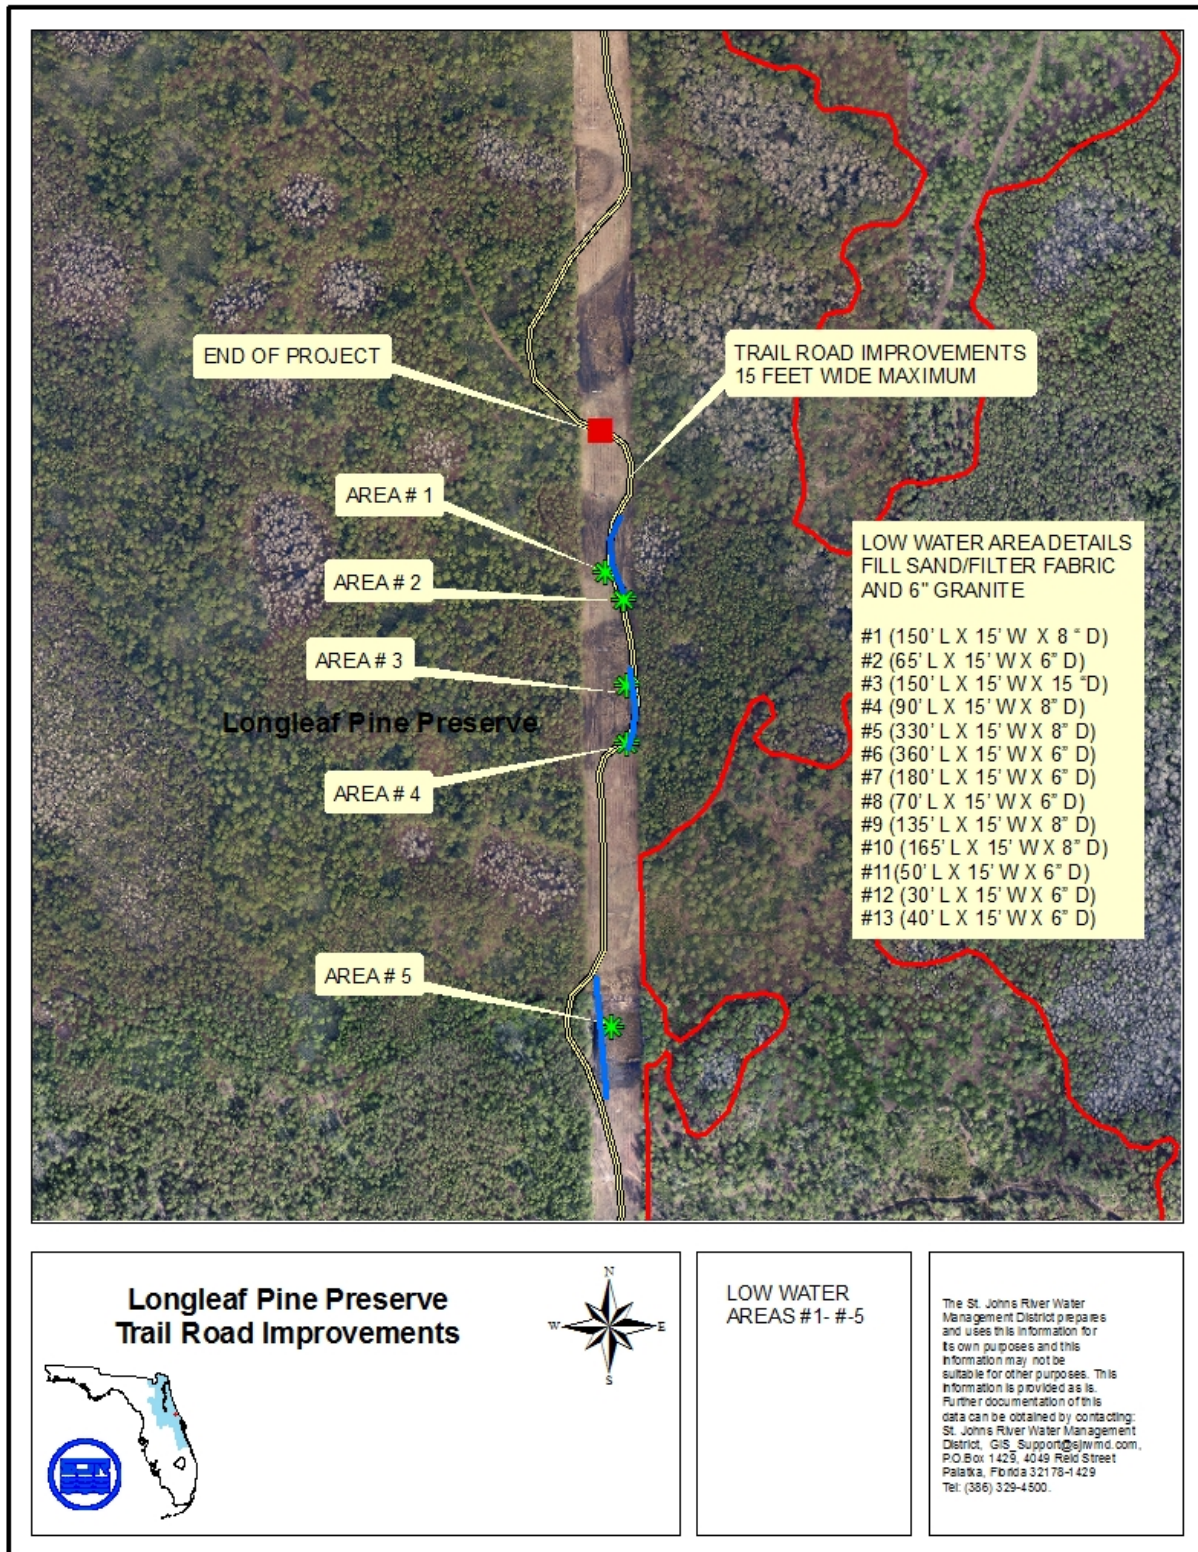 END OF PROJECT
TRAIL ROAD IMPROVEMENTS
15 FEET WIDE MAXIMUM
AREA # 1
AREA # 2
AREA # 3
Longleaf Pine Preserve
AREA # 4
AREA # 5
LOW WATER AREA DETAILS
FILL SAND/FILTER FABRIC
AND 6" GRANITE
#1 (150' L X 15' W X 8 “ D)
#2 (65' L X 15' W X 6” D)
#3 (150' L X 15' W X 15 “D)
#4 (90' L X 15' W X 8” D)
#5 (330' L X 15' W X 8” D)
#6 (360' L X 15' W X 6” D)
#7 (180' L X 15' W X 6” D)
#8 (70' L X 15' W X 6” D)
#9 (135' L X 15' W X 8” D)
#10 (165' L X 15' W X 8” D)
#11(50' L X 15' W X 6” D)
#12 (30' L X 15' W X 6” D)
#13 (40' L X 15' W X 6” D)
Longleaf Pine Preserve
Trail Road Improvements
N
W E
S
LOW WATER
AREAS #1- #-5
The St. Johns River Water
Management District prepares
and uses this information for
its own purposes and this
information may not be
suitable for other purposes. This
information is provided as is.
Further documentation of this
data can be obtained by contacting:
St. Johns River Water Management
District, GIS_Support@sjrwmd.com,
P.O.Box 1429, 4049 Reid Street
Palatka, Florida 32178-1429
Tel: (386) 329-4500.